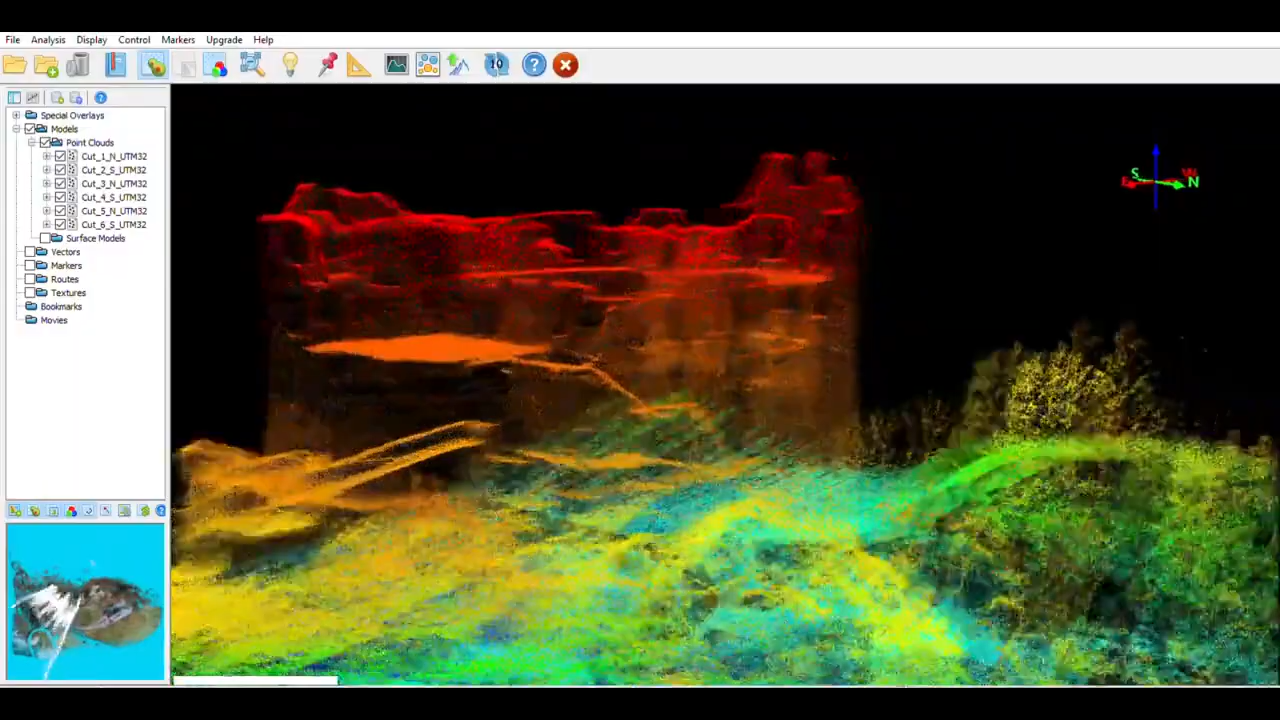 File Analysis Display Control Markers Upgrade Help
10
Special Overlays
Models
Point Clouds
Cut_1_N_UTM32
Cut_2_S_UTM32
Cut_3_N_UTM32
Cut_4_S_UTM32
Cut_5_N_UTM32
Cut_6_S_UTM32
Surface Models
Vectors
Markers
Routes
Textures
Bookmarks
Movies
S W
E N